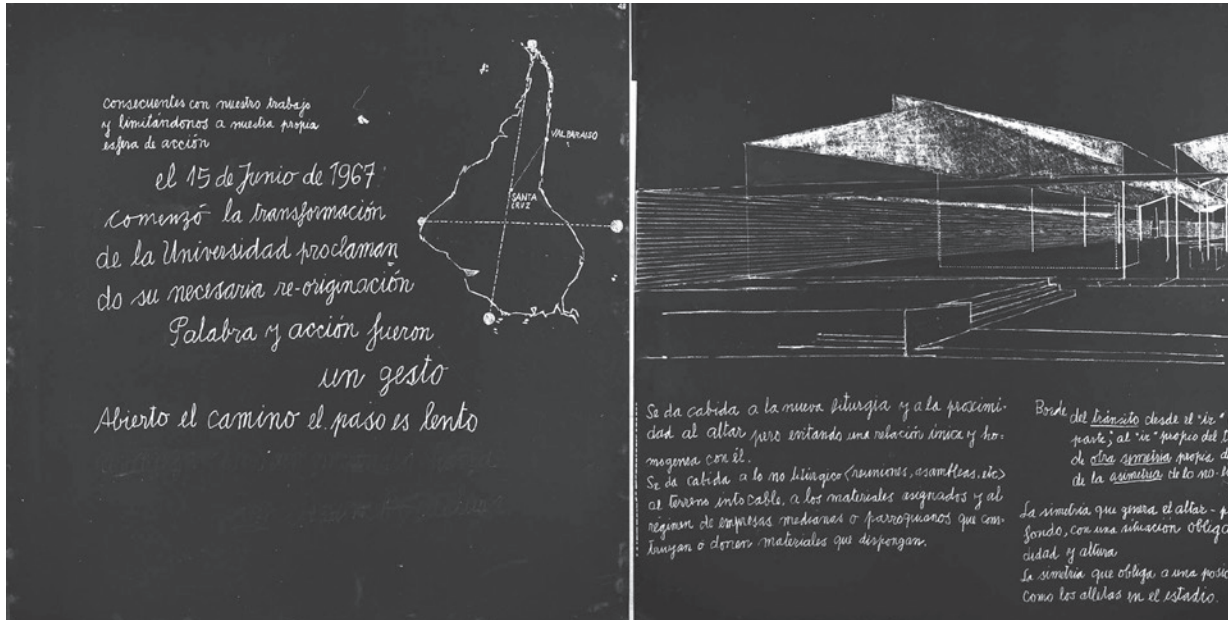 consecuentes con nuestro trabajo
y limitándonos a nuestra propia
esfera de acción
el 15 de Junio de 1967
comenzó la transformación
de la Universidad proclaman
do su necesaria re-originación
Palabra y acción fueron
un gesto
Abierto el camino el paso es lento
VALPARAISO
SANTA
CRUZ
Se da cabida a la nueva liturgia y a la proximi-
dad al altar pero evitando una relación única y ho-
mogenea con él.
Se da cabida a lo no litúrgico (reuniones, asambleas, etc)
al terreno intocable, a los materiales asignados y al
régimen de empresas medianas o parroquianos que cons-
truyan ó donen materiales que dispongan.
Borde del tránsito desde el "ir"
parte; al "ir" propio del
de otra simetría propia
de la asimetría de lo no
La simetría que genera el altar -
fondo, con una situación
didad y altura
La simetría que obliga a una
como los atletas en el estadio.